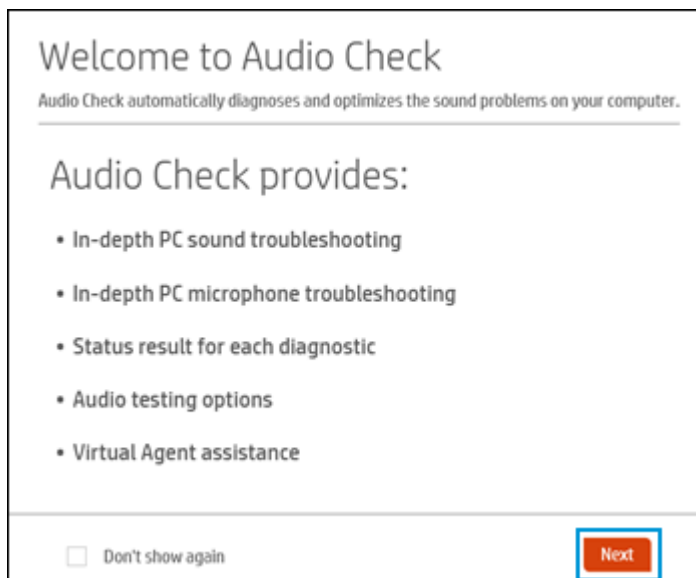 Welcome to Audio Check
Audio Check automatically diagnoses and optimizes the sound problems on your computer.
Audio Check provides:
• In-depth PC sound troubleshooting
• In-depth PC microphone troubleshooting
• Status result for each diagnostic
• Audio testing options
• Virtual Agent assistance
Don't show again
Next